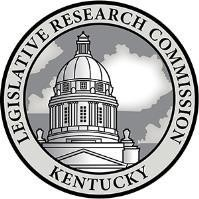 LEGISLATIVE RESEARCH COMMISSION
KENTUCKY